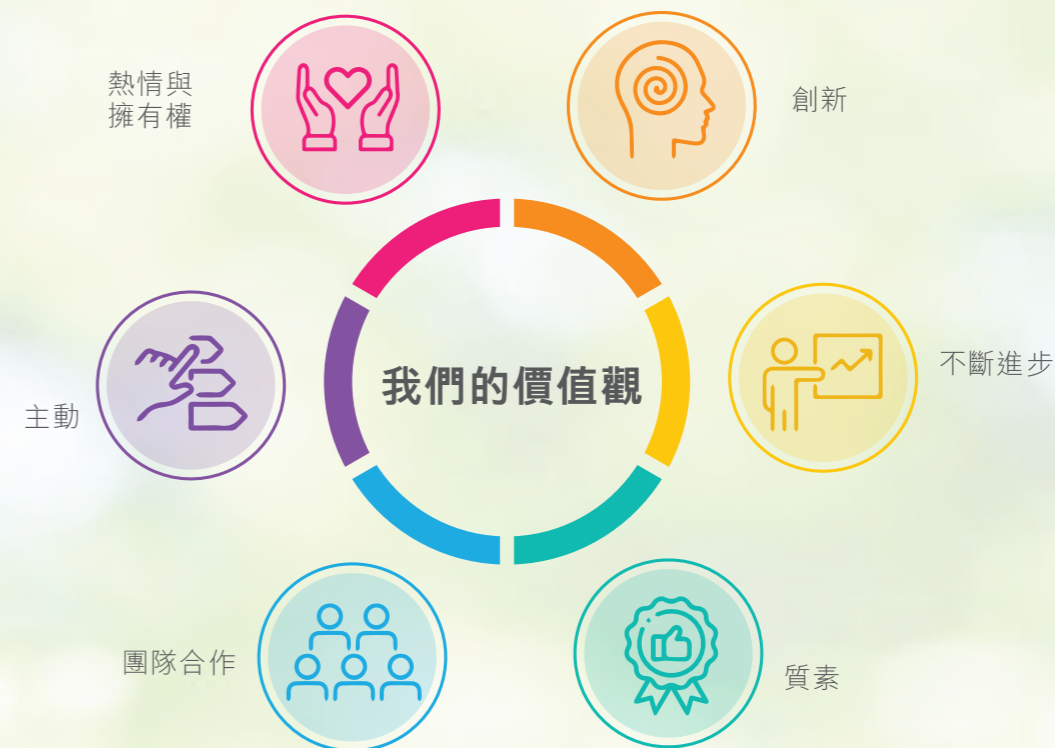 熱情與
擁有權
創新
我們的價值觀
不斷進步
主動
團隊合作
質素